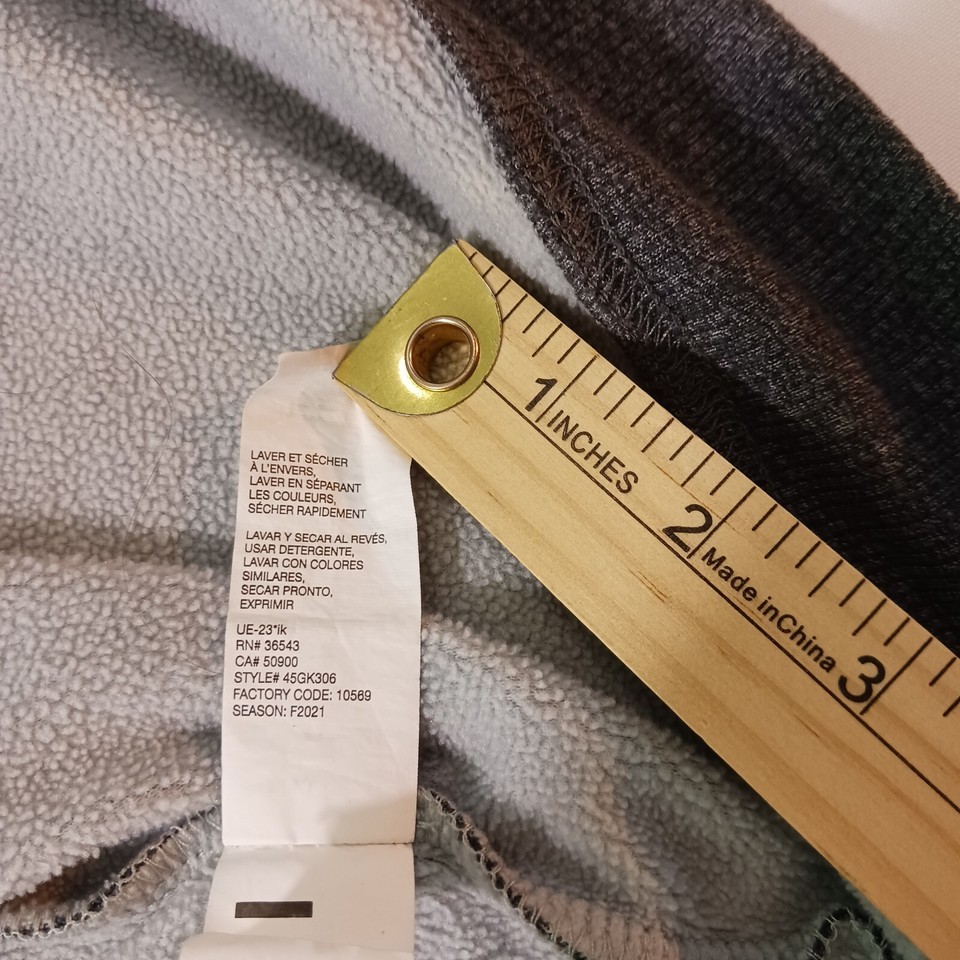 LAVER ET SÉCHER
À L'ENVERS,
LAVER EN SÉPARANT
LES COULEURS,
SÉCHER RAPIDEMENT
LAVAR Y SECAR AL REVÉS,
USAR DETERGENTE,
LAVAR CON COLORES
SIMILARES,
SECAR PRONTO,
EXPRIMIR
UE-23*ik
RN# 36543
CA# 50900
STYLE# 45GK306
FACTORY CODE: 10569
SEASON: F2021
1 INCHES
2 Made inChina
3